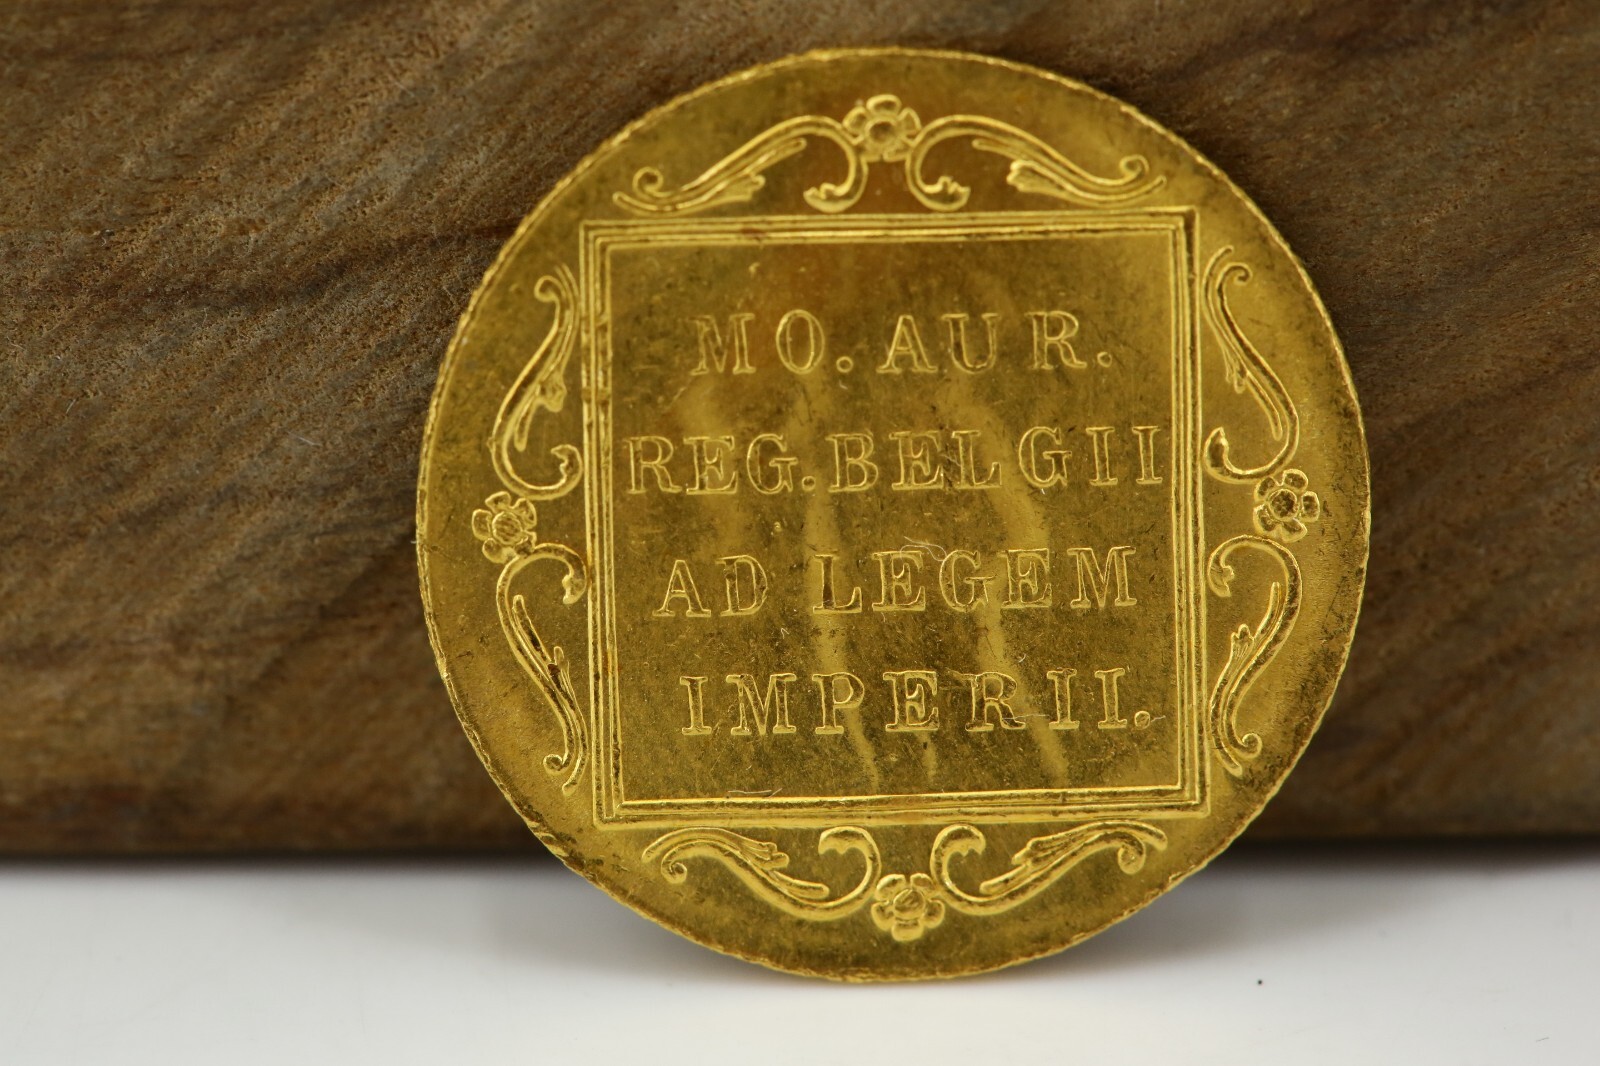 MO. AUR.
REG. BELGII
AD LEGEM
IMPERII.